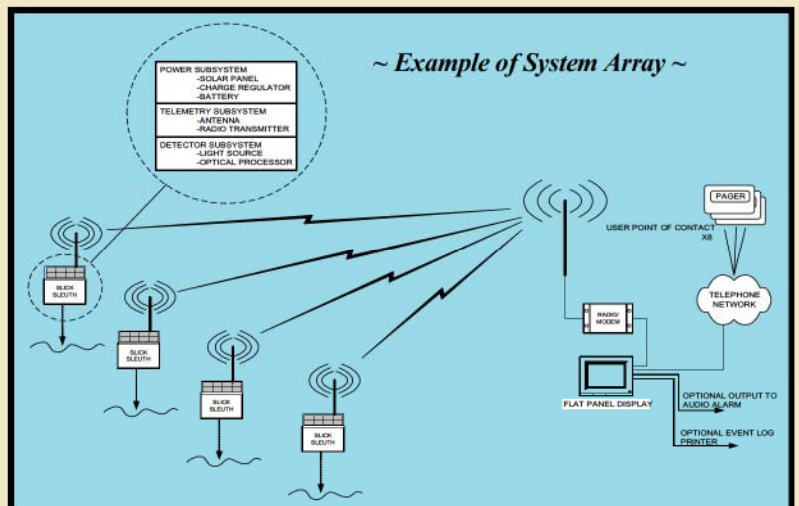 ~ Example of System Array ~
POWER SUBSYSTEM
-SOLAR PANEL
-CHARGE REGULATOR
-BATTERY
TELEMETRY SUBSYSTEM
-ANTENNA
-RADIO TRANSMITTER
DETECTOR SUBSYSTEM
-LIGHT SOURCE
-OPTICAL PROCESSOR
PAGER
USER POINT OF CONTACT
X8
SLICK
SLEUTH
TELEPHONE
NETWORK
RADIO/
MODEM
SLICK
SLEUTH
SLICK
SLEUTH
FLAT PANEL DISPLAY
OPTIONAL OUTPUT TO
AUDIO ALARM
SLICK
SLEUTH
OPTIONAL EVENT LOG
PRINTER